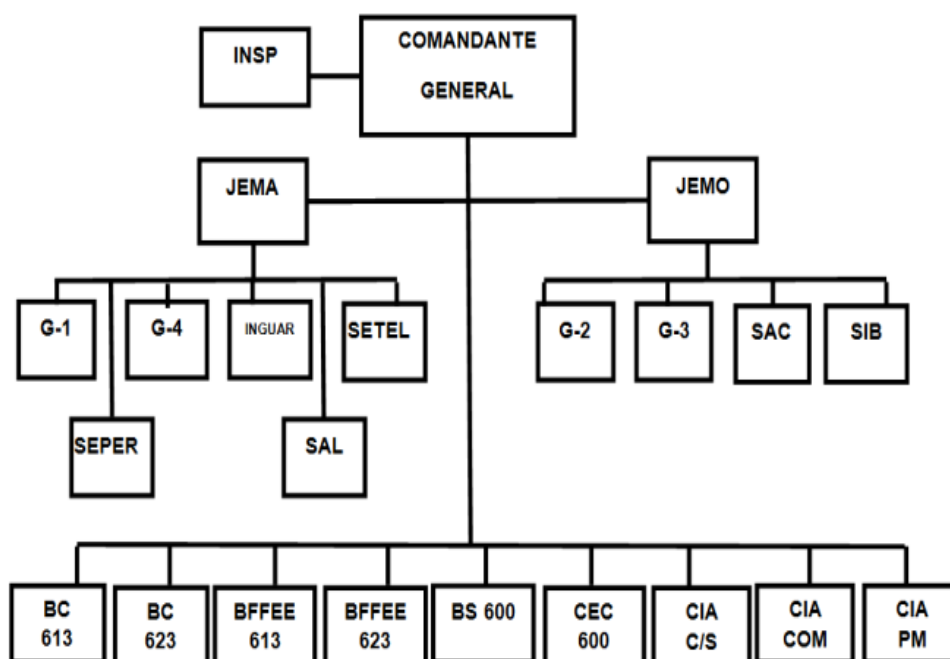 INSP
COMANDANTE
GENERAL
JEMA
JEMO
G-1
G-4
INGUAR
SETEL
G-2
G-3
SAC
SIB
SEPER
SAL
BC
613
BC
623
BFFEE
613
BFFEE
623
BS 600
CEC
600
CIA
C/S
CIA
COM
CIA
PM